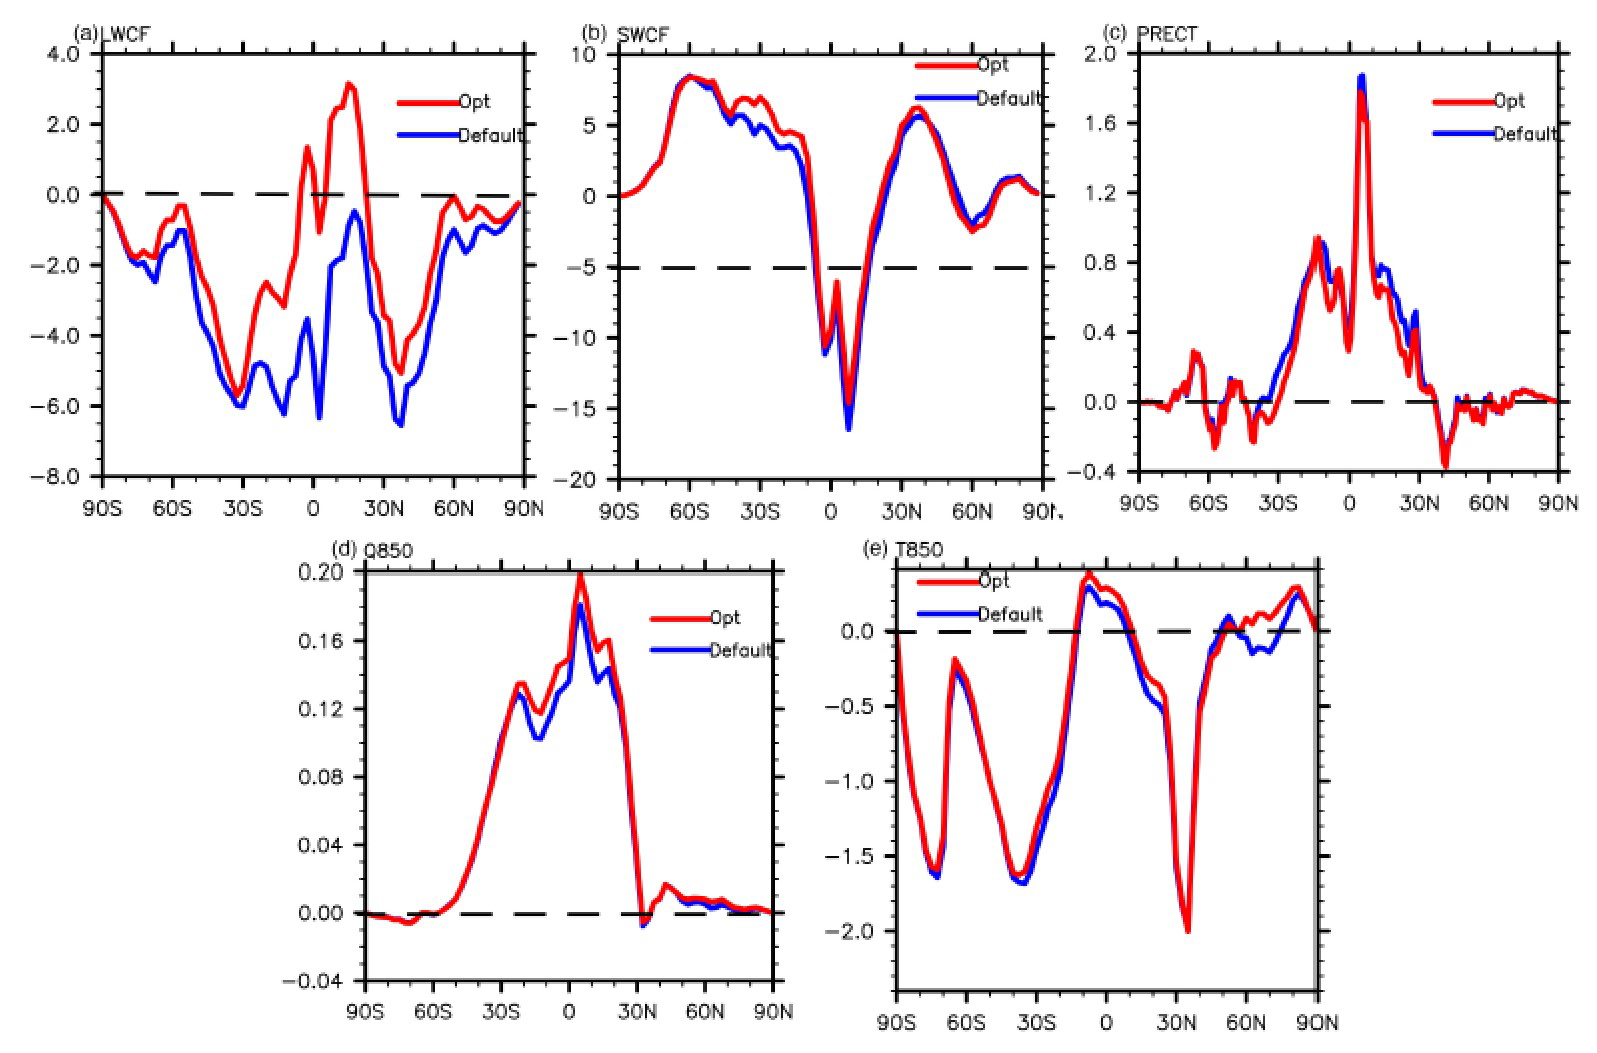 (a) LWCF
4.0
2.0
0.0
−2.0
−4.0
−6.0
−8.0
Opt
Default
90S 60S 30S 0 30N 60N 90N
(b) SWCF
10
5
0
−5
−10
−15
−20
Opt
Default
90S 60S 30S 0 30N 60N 90N
(c) PRECT
2.0
1.6
1.2
0.8
0.4
0.0
−0.4
Opt
Default
90S 60S 30S 0 30N 60N 90N
(d) Q850
0.20
0.16
0.12
0.08
0.04
0.00
−0.04
Opt
Default
90S 60S 30S 0 30N 60N 90N
(e) T850
0.0
−0.5
−1.0
−1.5
−2.0
Opt
Default
90S 60S 30S 0 30N 60N 90N